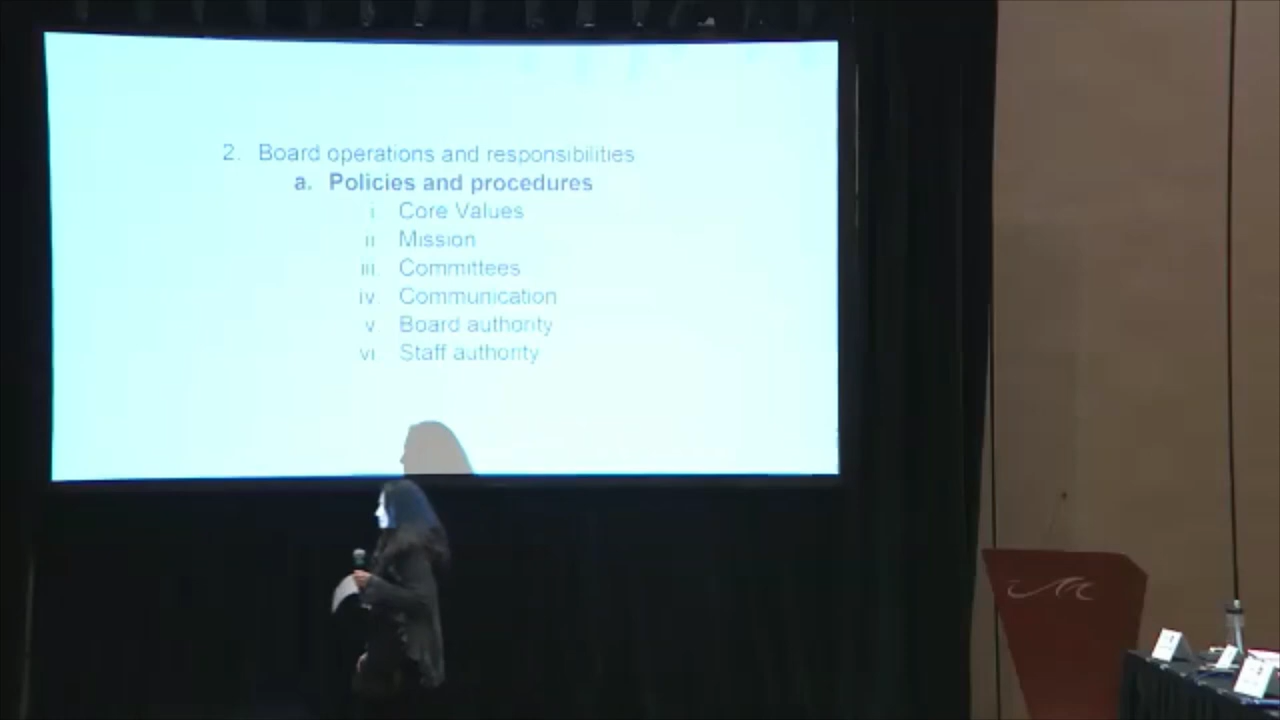 2. Board operations and responsibilities
a. Policies and procedures
i. Core Values
ii. Mission
iii. Committees
iv. Communication
v. Board authority
vi. Staff authority